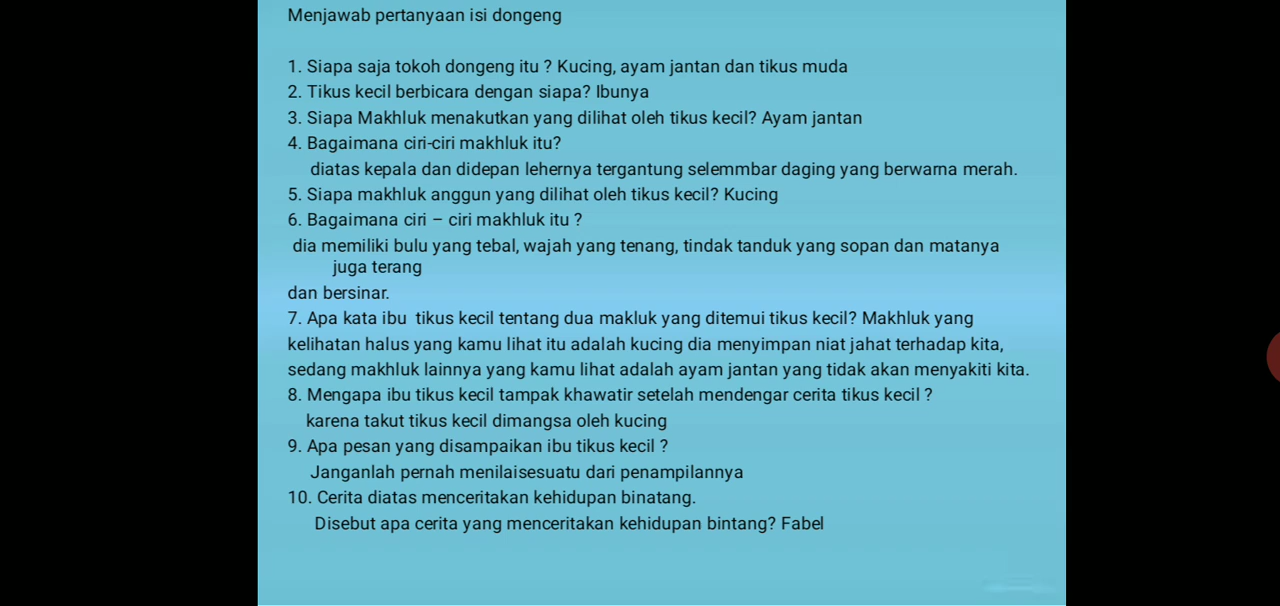 Menjawab pertanyaan isi dongeng
1. Siapa saja tokoh dongeng itu ? Kucing, ayam jantan dan tikus muda
2. Tikus kecil berbicara dengan siapa? Ibunya
3. Siapa Makhluk menakutkan yang dilihat oleh tikus kecil? Ayam jantan
4. Bagaimana ciri-ciri makhluk itu?
diatas kepala dan didepan lehernya tergantung selemmbar daging yang berwarna merah.
5. Siapa makhluk anggun yang dilihat oleh tikus kecil? Kucing
6. Bagaimana ciri – ciri makhluk itu ?
dia memiliki bulu yang tebal, wajah yang tenang, tindak tanduk yang sopan dan matanya
juga terang
dan bersinar.
7. Apa kata ibu tikus kecil tentang dua makluk yang ditemui tikus kecil? Makhluk yang
kelihatan halus yang kamu lihat itu adalah kucing dia menyimpan niat jahat terhadap kita,
sedang makhluk lainnya yang kamu lihat adalah ayam jantan yang tidak akan menyakiti kita.
8. Mengapa ibu tikus kecil tampak khawatir setelah mendengar cerita tikus kecil ?
karena takut tikus kecil dimangsa oleh kucing
9. Apa pesan yang disampaikan ibu tikus kecil ?
Janganlah pernah menilaisesuatu dari penampilannya
10. Cerita diatas menceritakan kehidupan binatang.
Disebut apa cerita yang menceritakan kehidupan bintang? Fabel